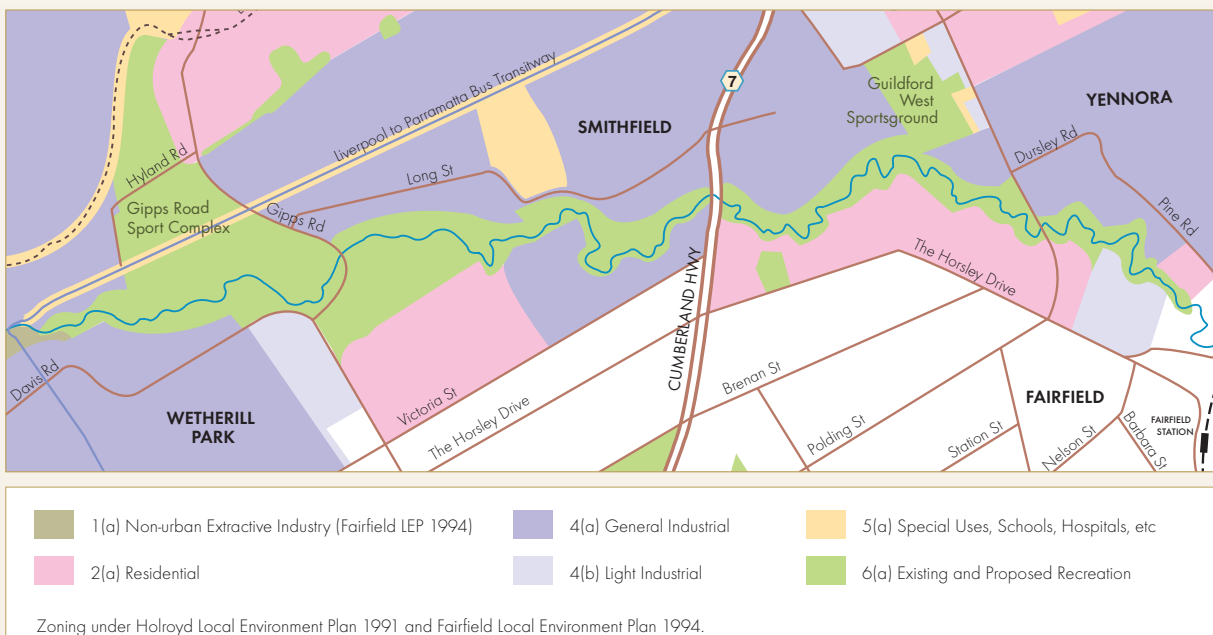 Liverpool to Parramatta Bus Transitway
7
Guildford
West
Sportsground
YENNORA
SMITHFIELD
Hyland Rd
Long St
Dursley Rd
Gipps Road
Sport Complex
Gipps Rd
Pine Rd
The Horsley Drive
CUMBERLAND HWY
Davis Rd
WETHERILL
PARK
Victoria St
The Horsley Drive
Brenan St
Polding St
Station St
FAIRFIELD
Nelson St
Barbara St
FAIRFIELD
STATION
1(a) Non-urban Extractive Industry (Fairfield LEP 1994)
4(a) General Industrial
5(a) Special Uses, Schools, Hospitals, etc
2(a) Residential
4(b) Light Industrial
6(a) Existing and Proposed Recreation
Zoning under Holroyd Local Environment Plan 1991 and Fairfield Local Environment Plan 1994.